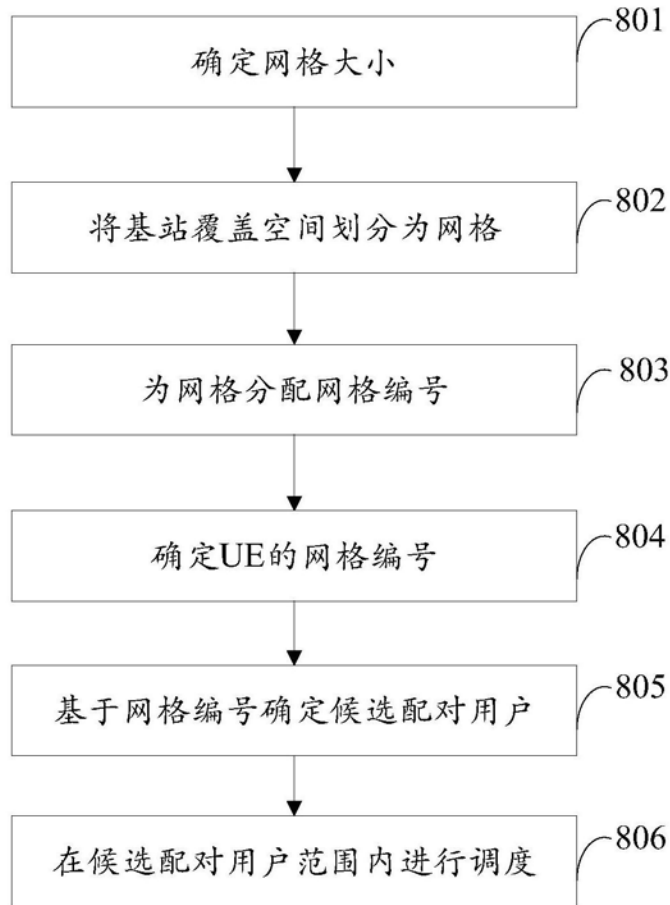 801
确定网格大小
802
将基站覆盖空间划分为网格
803
为网格分配网格编号
804
确定UE的网格编号
805
基于网格编号确定候选配对用户
806
在候选配对用户范围内进行调度